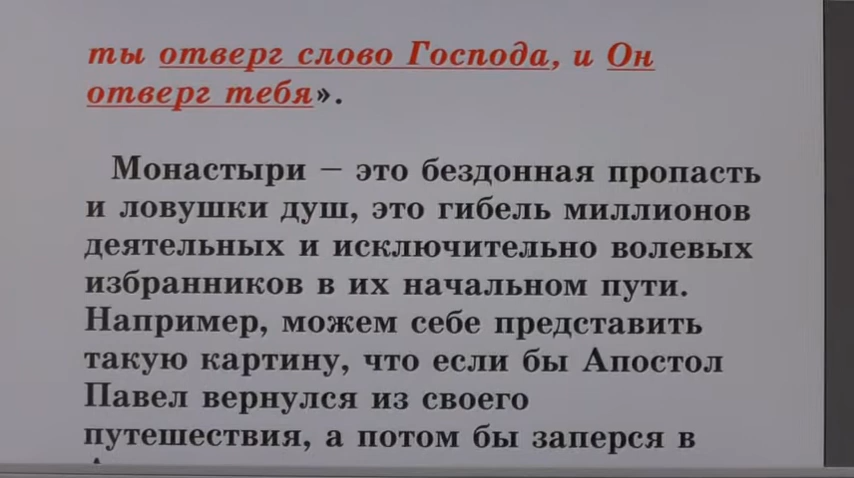 ты отверг слово Господа, и Он
отверг тебя».
Монастыри – это бездонная пропасть
и ловушки душ, это гибель миллионов
деятельных и исключительно волевых
избранников в их начальном пути.
Например, можем себе представить
такую картину, что если бы Апостол
Павел вернулся из своего
путешествия, а потом бы заперся в